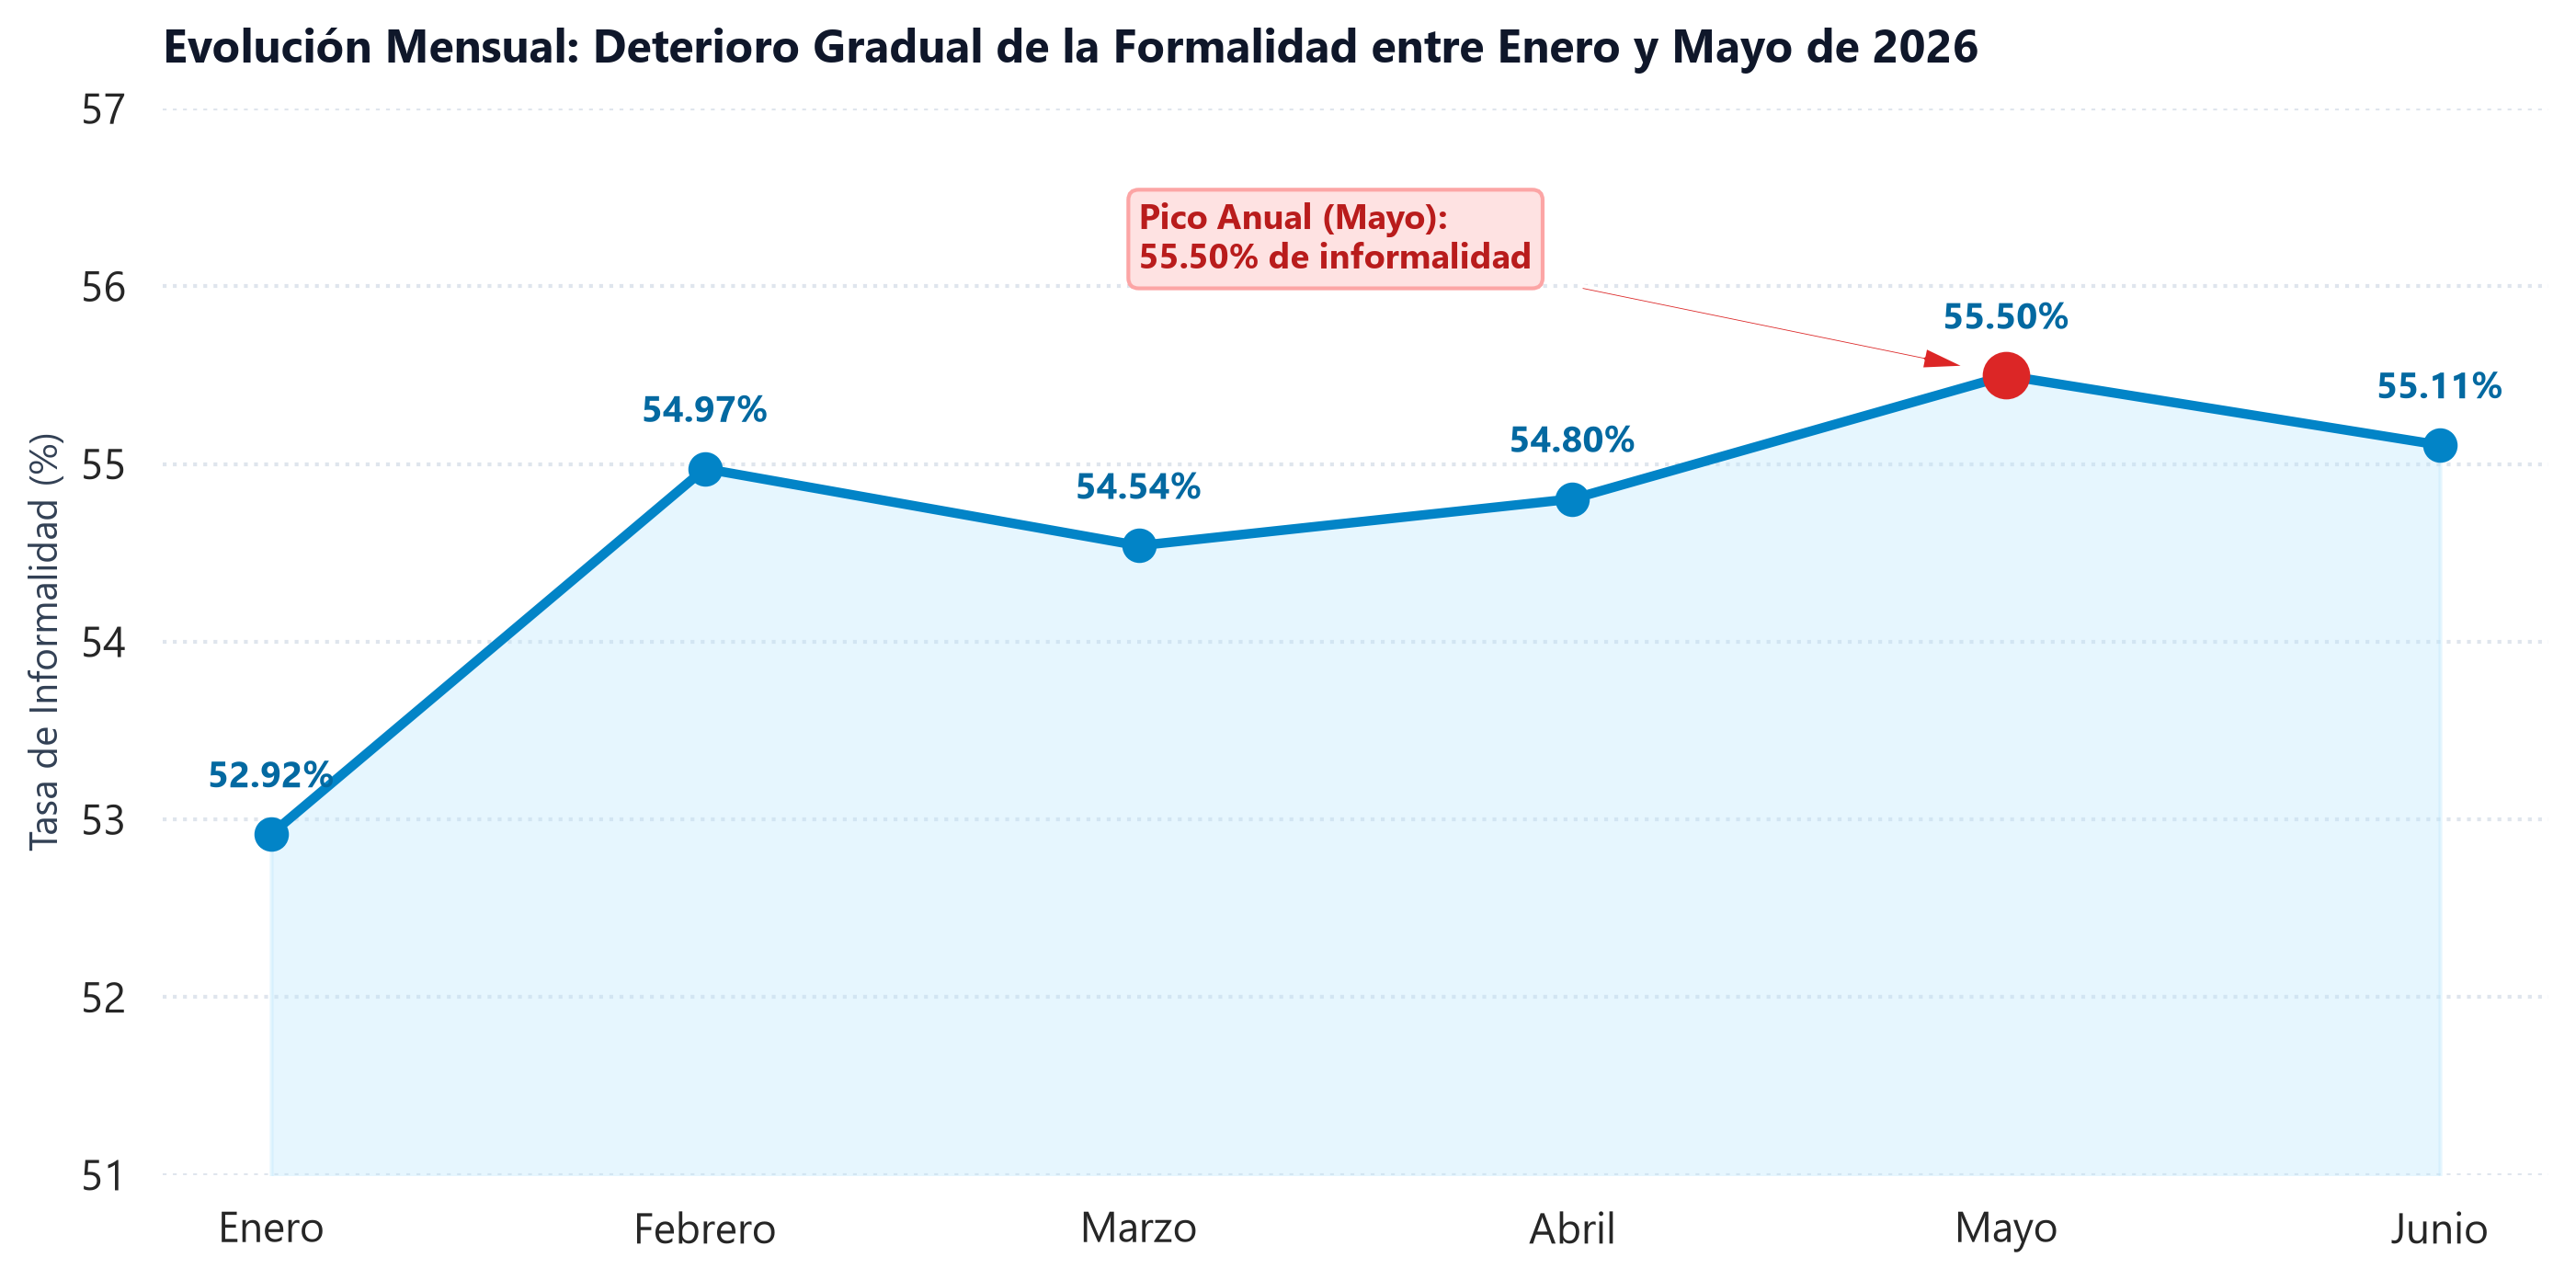 Evolución Mensual: Deterioro Gradual de la Formalidad entre Enero y Mayo de 2026
57
56
55
54
53
52
51
Tasa de Informalidad (%)
Pico Anual (Mayo):
55.50% de informalidad
52.92%
54.97%
54.54%
54.80%
55.50%
55.11%
Enero
Febrero
Marzo
Abril
Mayo
Junio